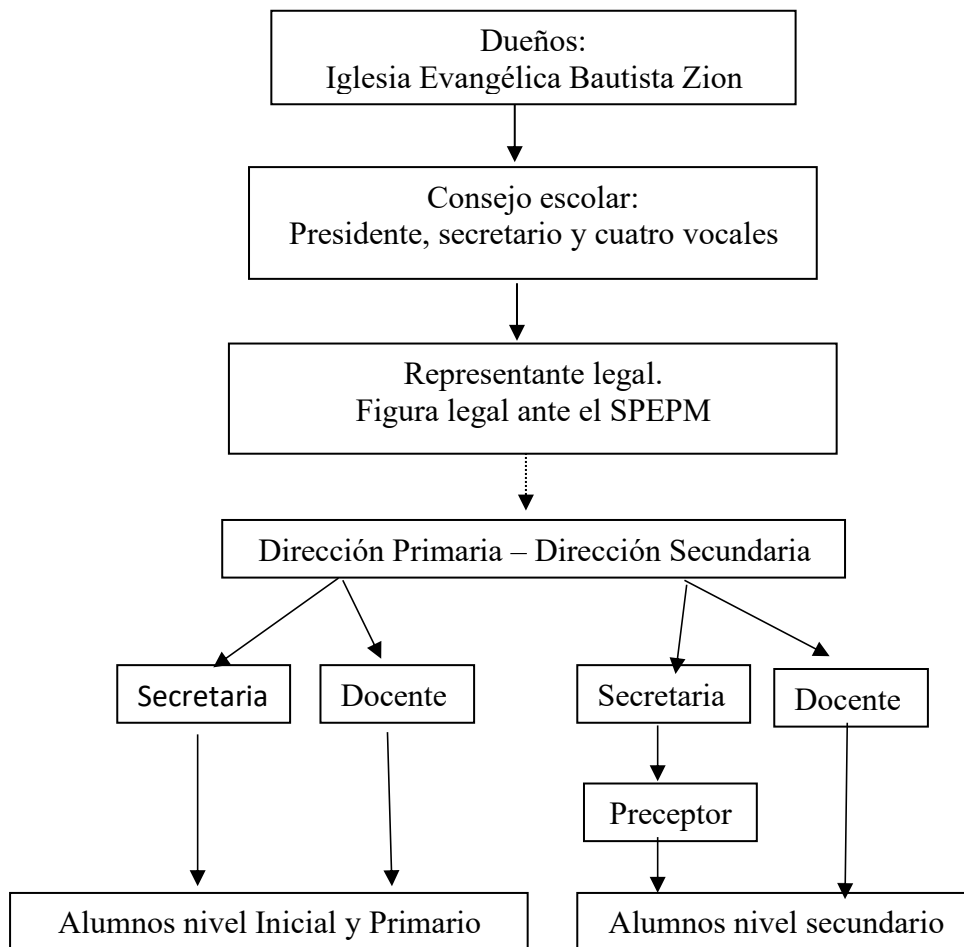 Dueños:
Iglesia Evangélica Bautista Zion
Consejo escolar:
Presidente, secretario y cuatro vocales
Representante legal.
Figura legal ante el SPEPM
Dirección Primaria – Dirección Secundaria
Secretaria
Docente
Secretaria
Docente
Preceptor
Alumnos nivel Inicial y Primario
Alumnos nivel secundario